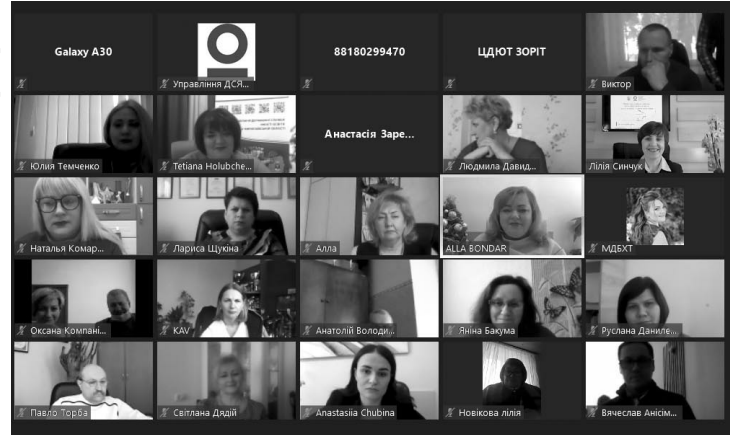 Galaxy A30
Управління ДСЯ...
88180299470
ЦДЮТ ЗОРІТ
Виктор
Юлия Темченко
Tetiana Holubche...
Анастасія Заре...
Людмила Давид...
Лілія Синчук
Наталья Комар...
Лариса Щукіна
Алла
ALLA BONDAR
МДБХТ
Оксана Компані...
KAV
Анатолій Володи...
Яніна Бакума
Руслана Даниле...
Павло Торба
Світлана Дядій
Anastasiia Chubina
Новікова лілія
Вячеслав Анісім...